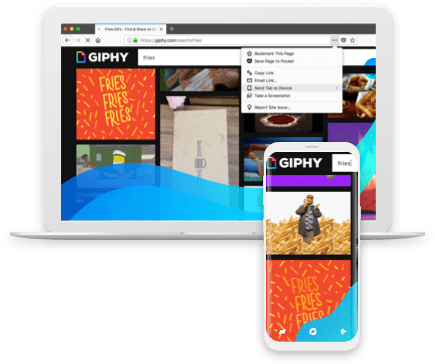 Fries GIFs - Find & Share on G
https://giphy.com/search/fries
GIPHY
fries
Bookmark This Page
Save Page to Pocket
Copy Link
Email Link...
Send Tab to Device
Take a Screenshot
Report Site Issue...
FRIES
FRIES
FRIES.
GIPHY
fries
FRIES
FRIES
FRIES.